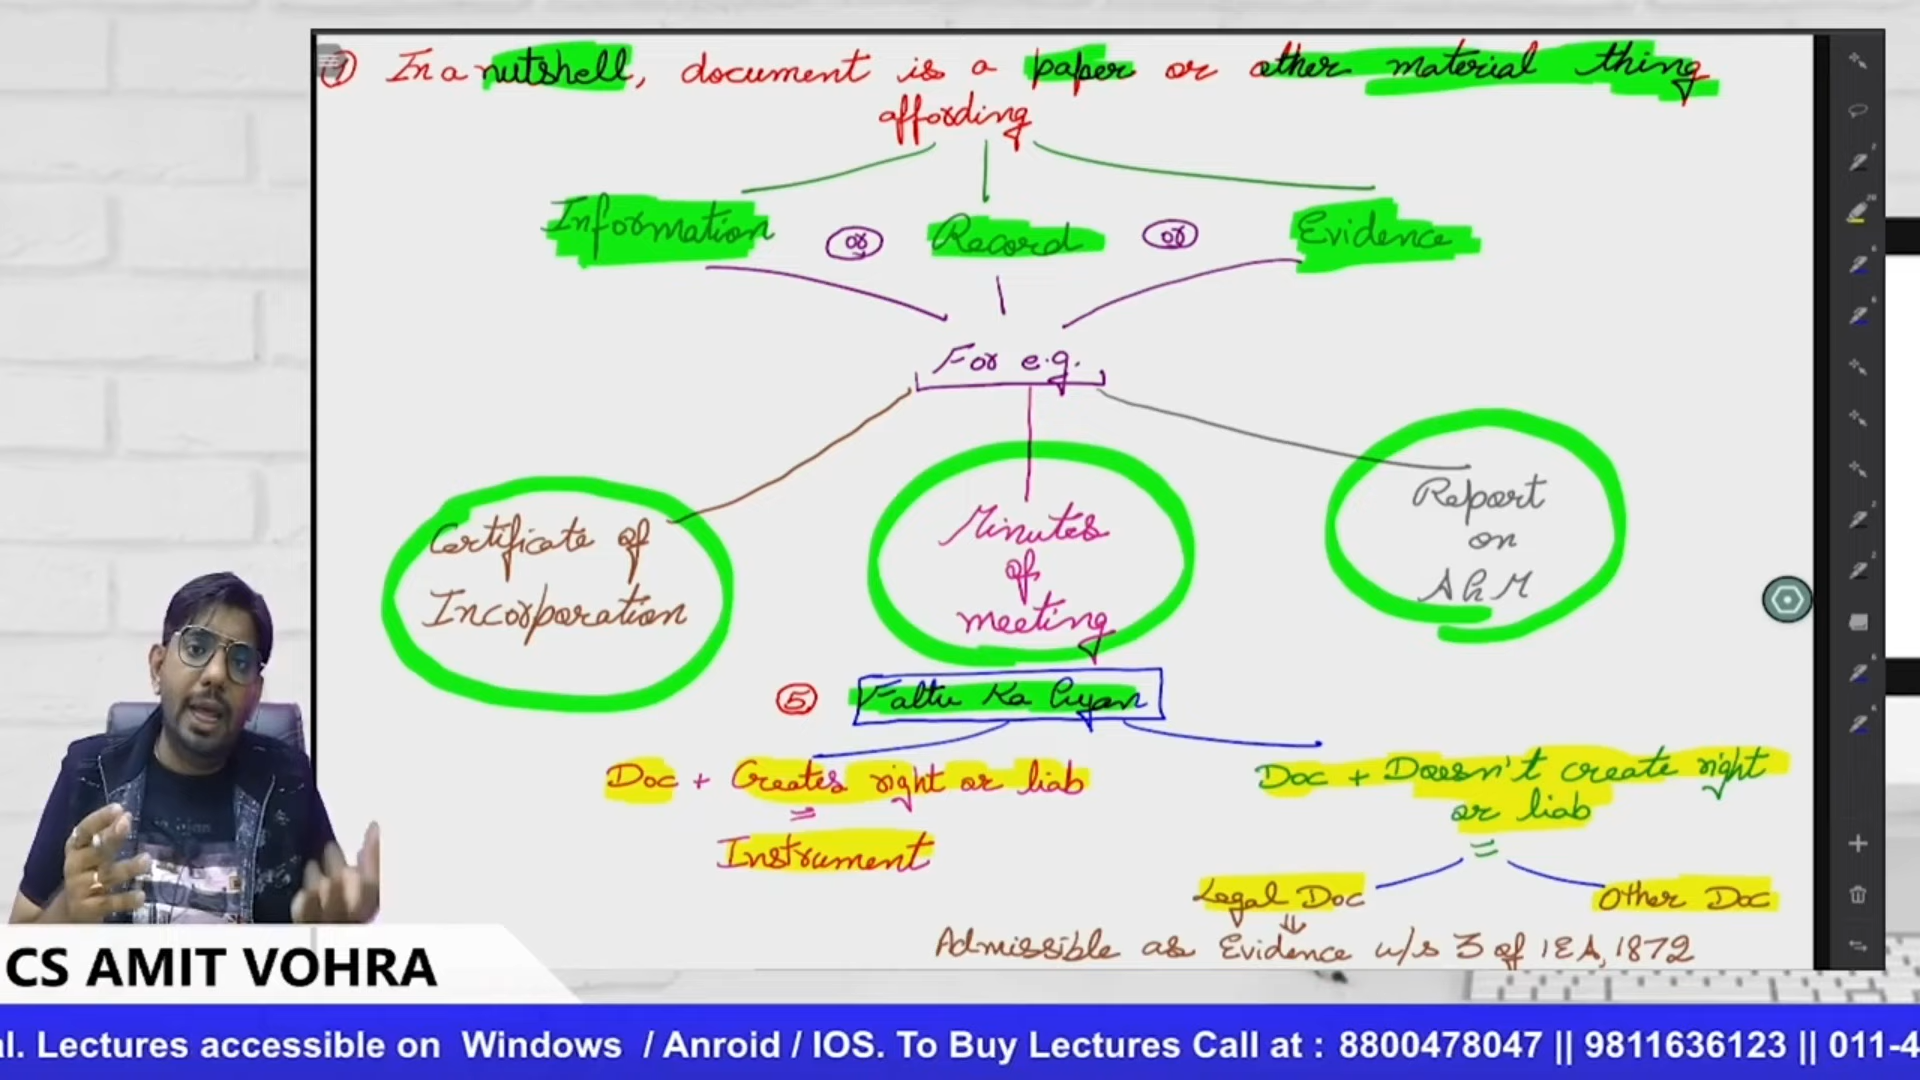 ① In a nutshell, document is a paper or other material thing
affording
Information or Record or Evidence
For e.g.
Certificate of
Incorporation
Minutes
of
meeting
Report
on
AGM
⑤ Faltu Ka Gyan
Doc + Creates right or liab
=
Instrument
Doc + Doesn't create right
or liab
=
Legal Doc
Other Doc
Admissible as Evidence u/s 3 of IEA, 1872
CS AMIT VOHRA
al. Lectures accessible on Windows / Anroid / IOS. To Buy Lectures Call at : 8800478047 || 9811636123 || 011-4